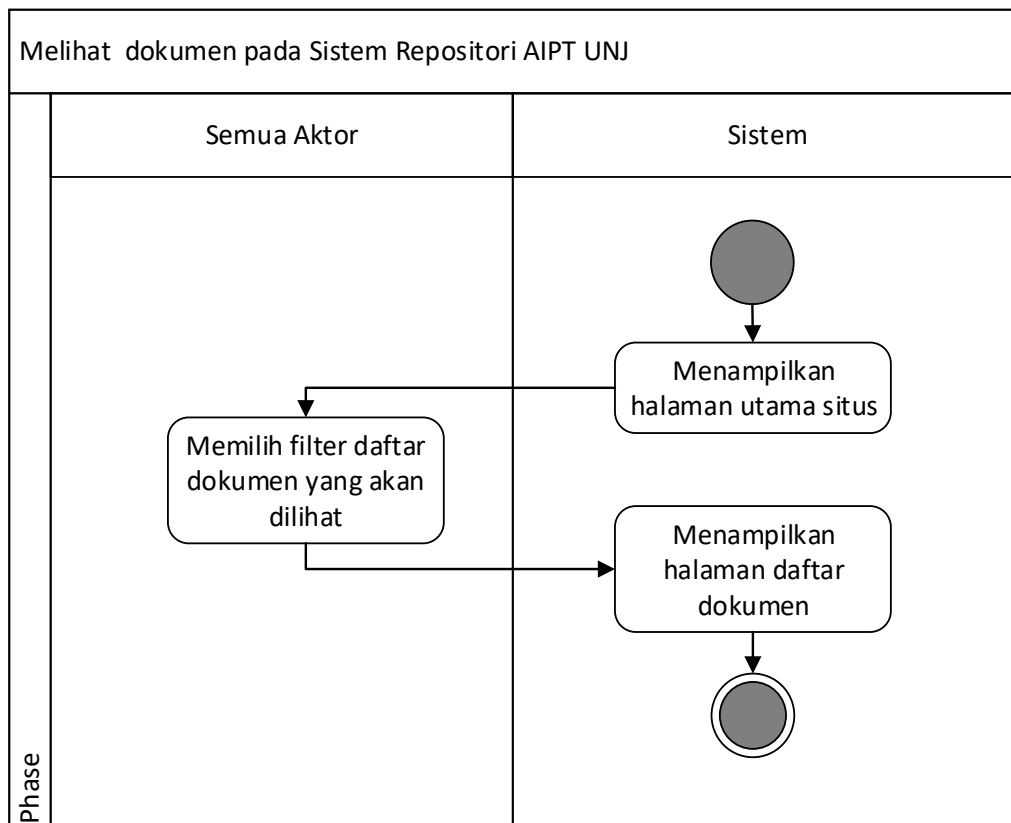 Melihat  dokumen pada Sistem Repositori AIPT UNJ
Semua Aktor
Sistem
Menampilkan
halaman utama situs
Memilih filter daftar
dokumen yang akan
dilihat
Menampilkan
halaman daftar
dokumen
Phase